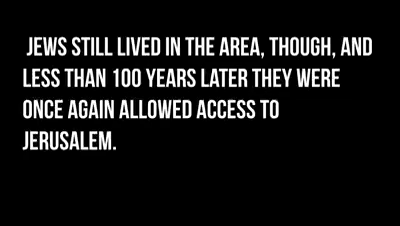 JEWS STILL LIVED IN THE AREA, THOUGH, AND
LESS THAN 100 YEARS LATER THEY WERE
ONCE AGAIN ALLOWED ACCESS TO
JERUSALEM.